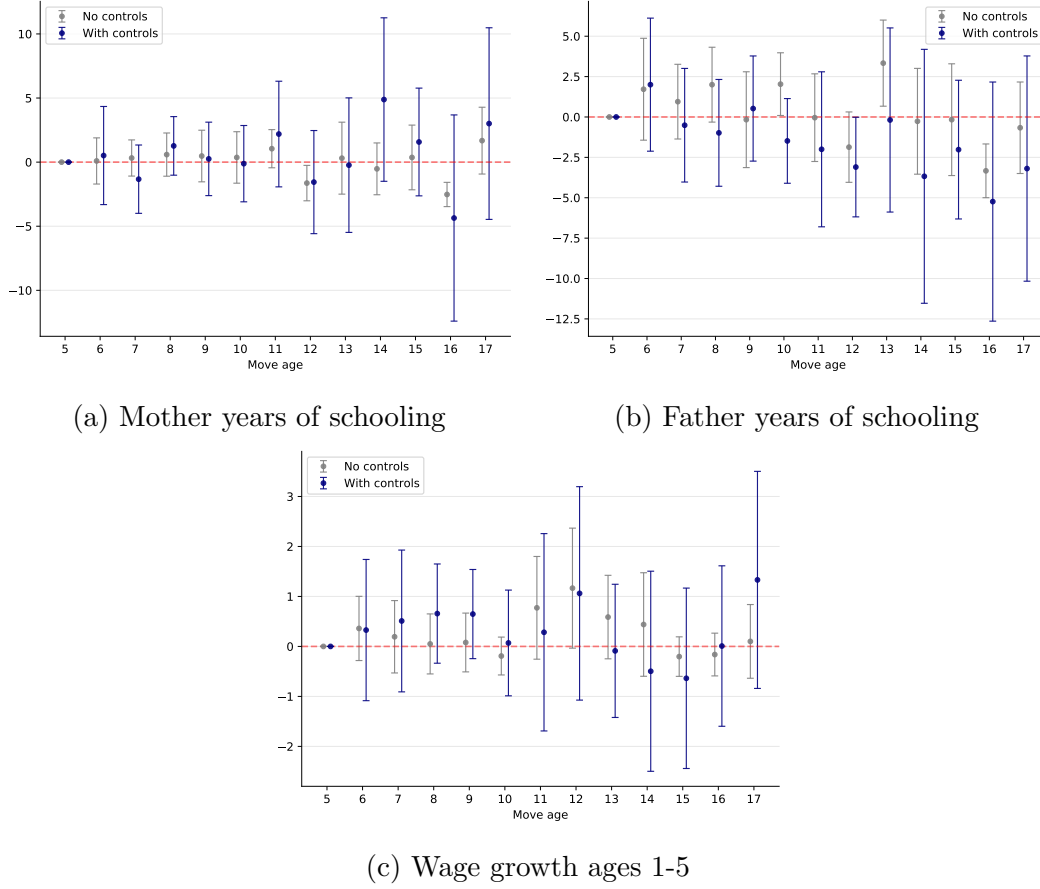 No controls
With controls
10
5
0
−5
−10
5 6 7 8 9 10 11 12 13 14 15 16 17
Move age
(a) Mother years of schooling
No controls
With controls
5.0
2.5
0.0
−2.5
−5.0
−7.5
−10.0
−12.5
5 6 7 8 9 10 11 12 13 14 15 16 17
Move age
(b) Father years of schooling
No controls
With controls
3
2
1
0
−1
−2
5 6 7 8 9 10 11 12 13 14 15 16 17
Move age
(c) Wage growth ages 1-5